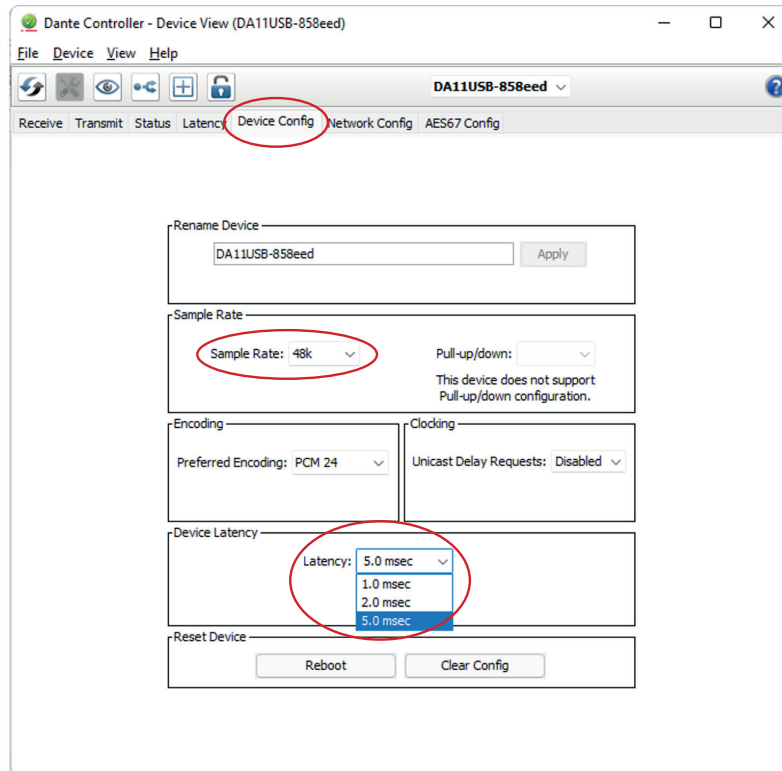 Dante Controller - Device View (DA11USB-858eed)
File Device View Help
DA11USB-858eed
Receive Transmit Status Latency Device Config Network Config AES67 Config
Rename Device
DA11USB-858eed Apply
Sample Rate
Sample Rate: 48k Pull-up/down:
This device does not support
Pull-up/down configuration.
Encoding Clocking
Preferred Encoding: PCM 24 Unicast Delay Requests: Disabled
Device Latency
Latency: 5.0 msec
1.0 msec
2.0 msec
5.0 msec
Reset Device
Reboot Clear Config